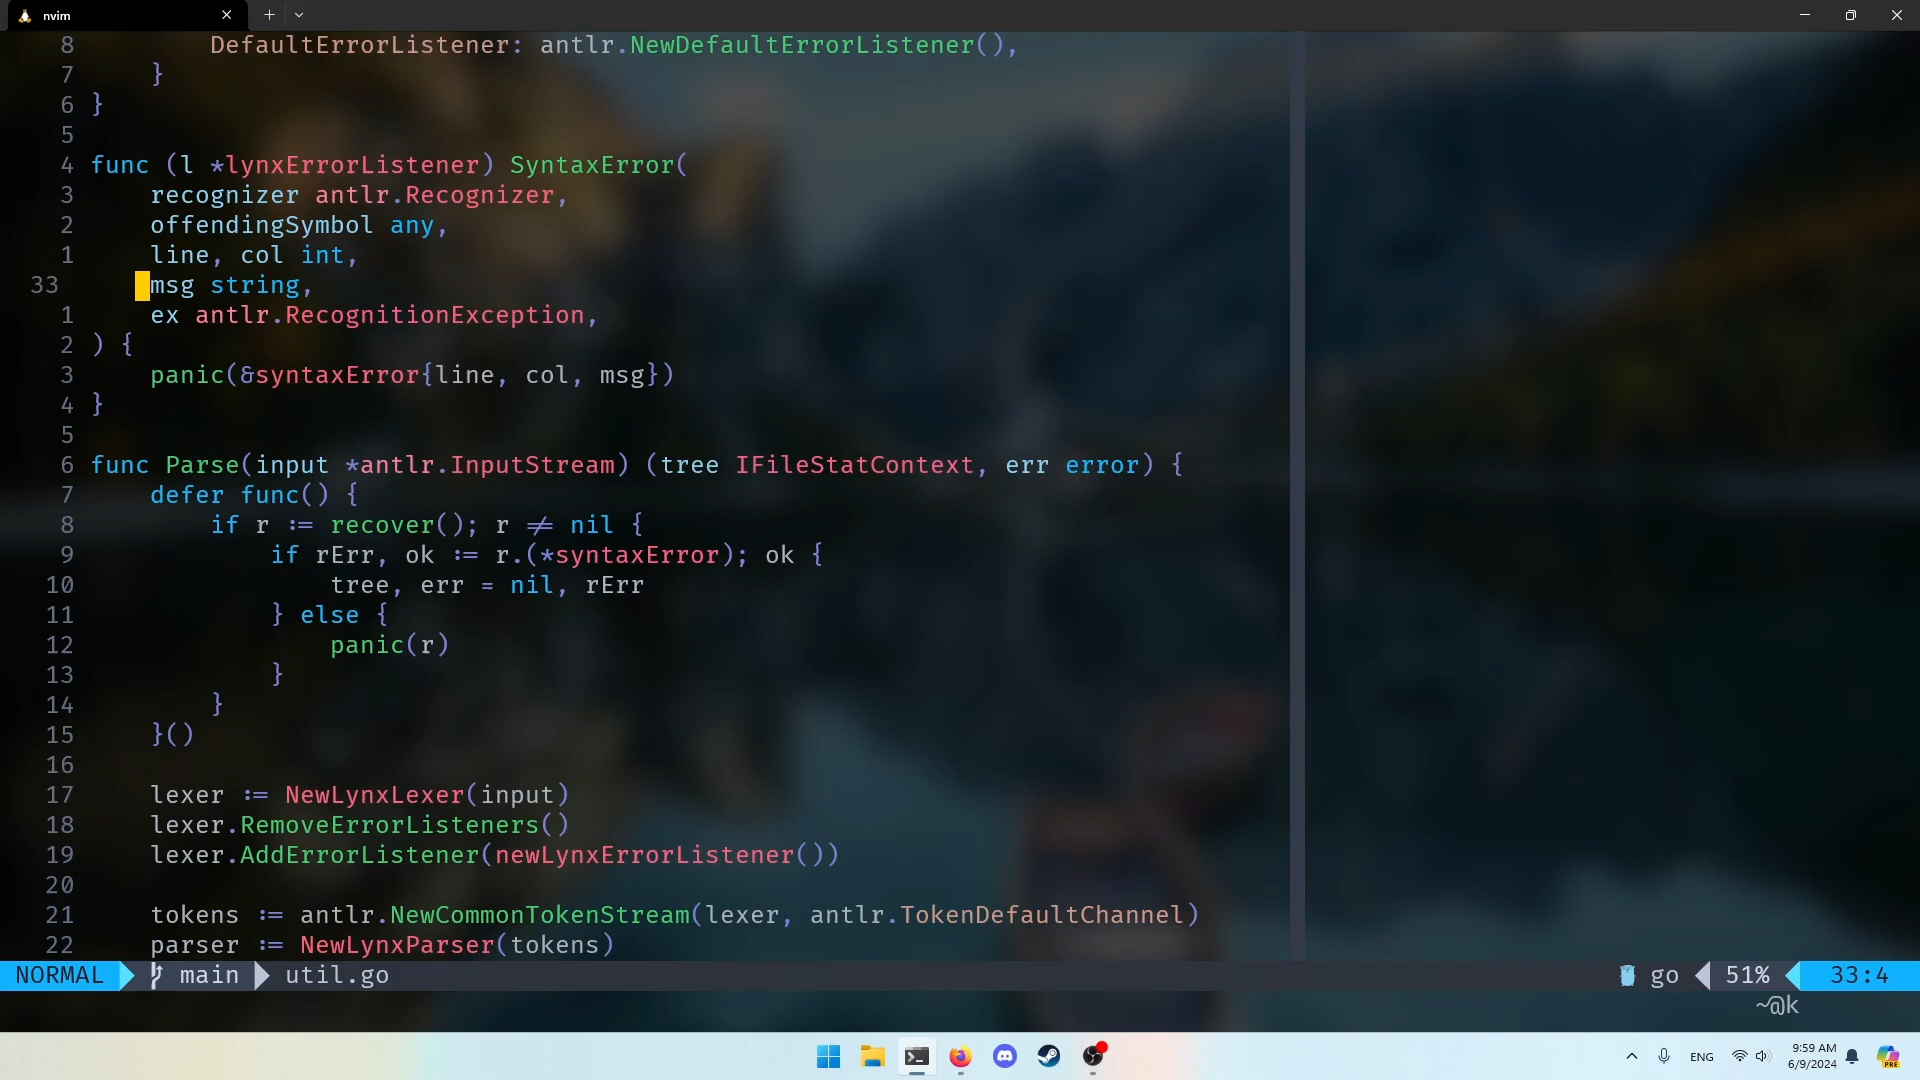 nvim
8 DefaultErrorListener: antlr.NewDefaultErrorListener(),
7 }
6 }
5
4 func (l *lynxErrorListener) SyntaxError(
3 recognizer antlr.Recognizer,
2 offendingSymbol any,
1 line, col int,
33 msg string,
1 ex antlr.RecognitionException,
2 ) {
3 panic(&syntaxError{line, col, msg})
4 }
5
6 func Parse(input *antlr.InputStream) (tree IFileStatContext, err error) {
7 defer func() {
8 if r := recover(); r != nil {
9 if rErr, ok := r.(*syntaxError); ok {
10 tree, err = nil, rErr
11 } else {
12 panic(r)
13 }
14 }
15 }()
16
17 lexer := NewLynxLexer(input)
18 lexer.RemoveErrorListeners()
19 lexer.AddErrorListener(newLynxErrorListener())
20
21 tokens := antlr.NewCommonTokenStream(lexer, antlr.TokenDefaultChannel)
22 parser := NewLynxParser(tokens)
NORMAL main util.go go 51% 33:4
~@k
ENG 9:59 AM
6/9/2024
PRE